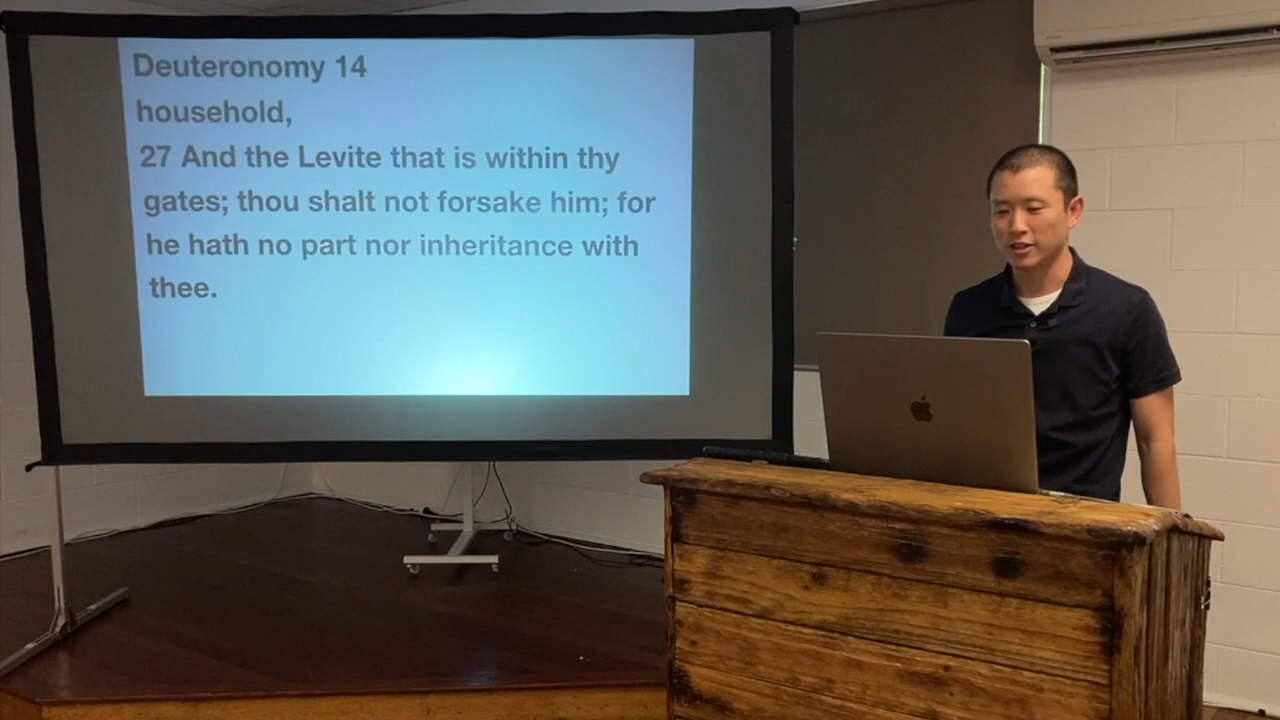 Deuteronomy 14
household,
27 And the Levite that is within thy
gates; thou shalt not forsake him; for
he hath no part nor inheritance with
thee.